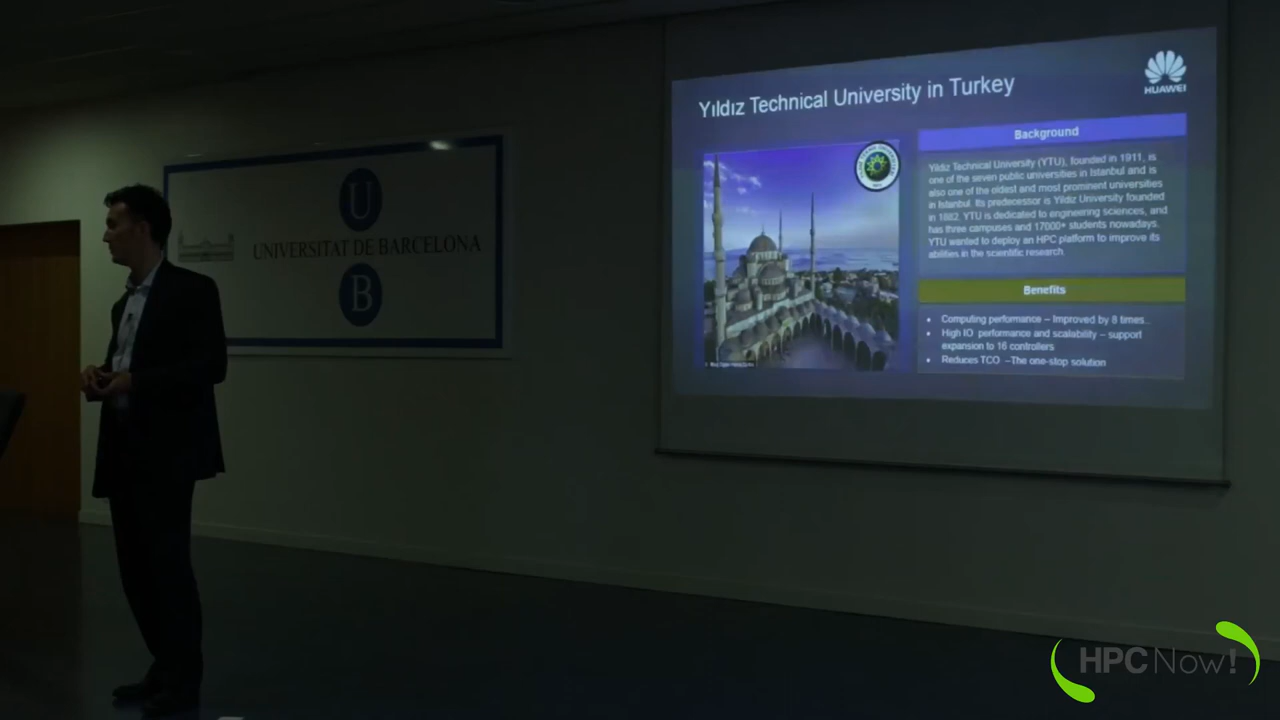 Yıldız Technical University in Turkey
HUAWEI
Background
Yildiz Technical University (YTU), founded in 1911, is
one of the seven public universities in Istanbul and is
also one of the oldest and most prominent universities
in Istanbul. Its predecessor is Yildiz University founded
in 1882. YTU is dedicated to engineering sciences, and
has three campuses and 17000+ students nowadays.
YTU wanted to deploy an HPC platform to improve its
abilities in the scientific research
Benefits
• Computing performance – Improved by 8 times..
• High IO performance and scalability – support
expansion to 16 controllers
• Reduces TCO –The one-stop solution
U
UNIVERSITAT DE BARCELONA
B
HPCNow!